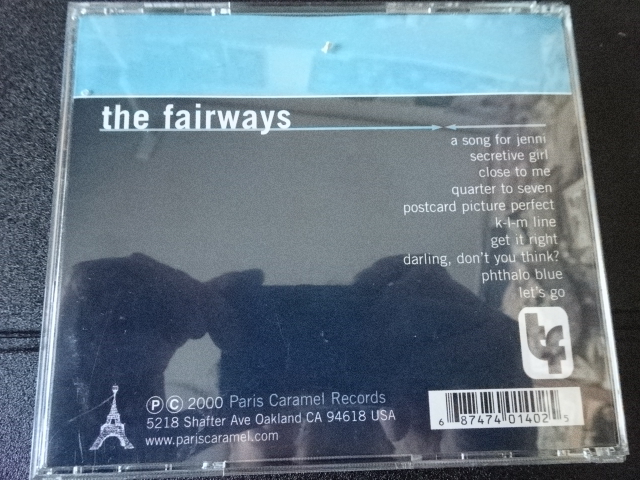 the fairways
a song for jenni
secretive girl
close to me
quarter to seven
postcard picture perfect
k-l-m line
get it right
darling, don't you think?
phthalo blue
let's go
tf
Ⓟ Ⓒ 2000 Paris Caramel Records
5218 Shafter Ave Oakland CA 94618 USA
www.pariscaramel.com
6 87474 01402 5